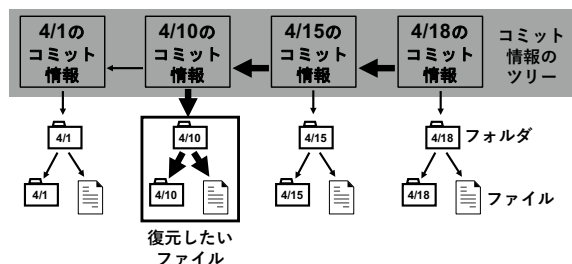 4/1の
コミット
情報
4/10の
コミット
情報
4/15の
コミット
情報
4/18の
コミット
情報
コミット
情報の
ツリー
4/1
4/10
4/15
4/18
フォルダ
4/1
4/10
4/15
4/18
ファイル
復元したい
ファイル